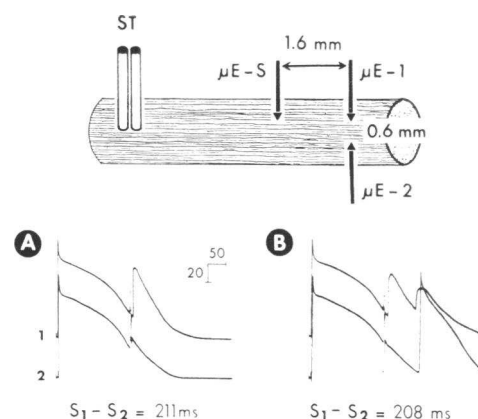 ST
1.6 mm
µE-S
µE-1
0.6 mm
µE-2
A
50
20
B
1
2
S₁ - S₂ = 211ms
S₁ - S₂ = 208 ms